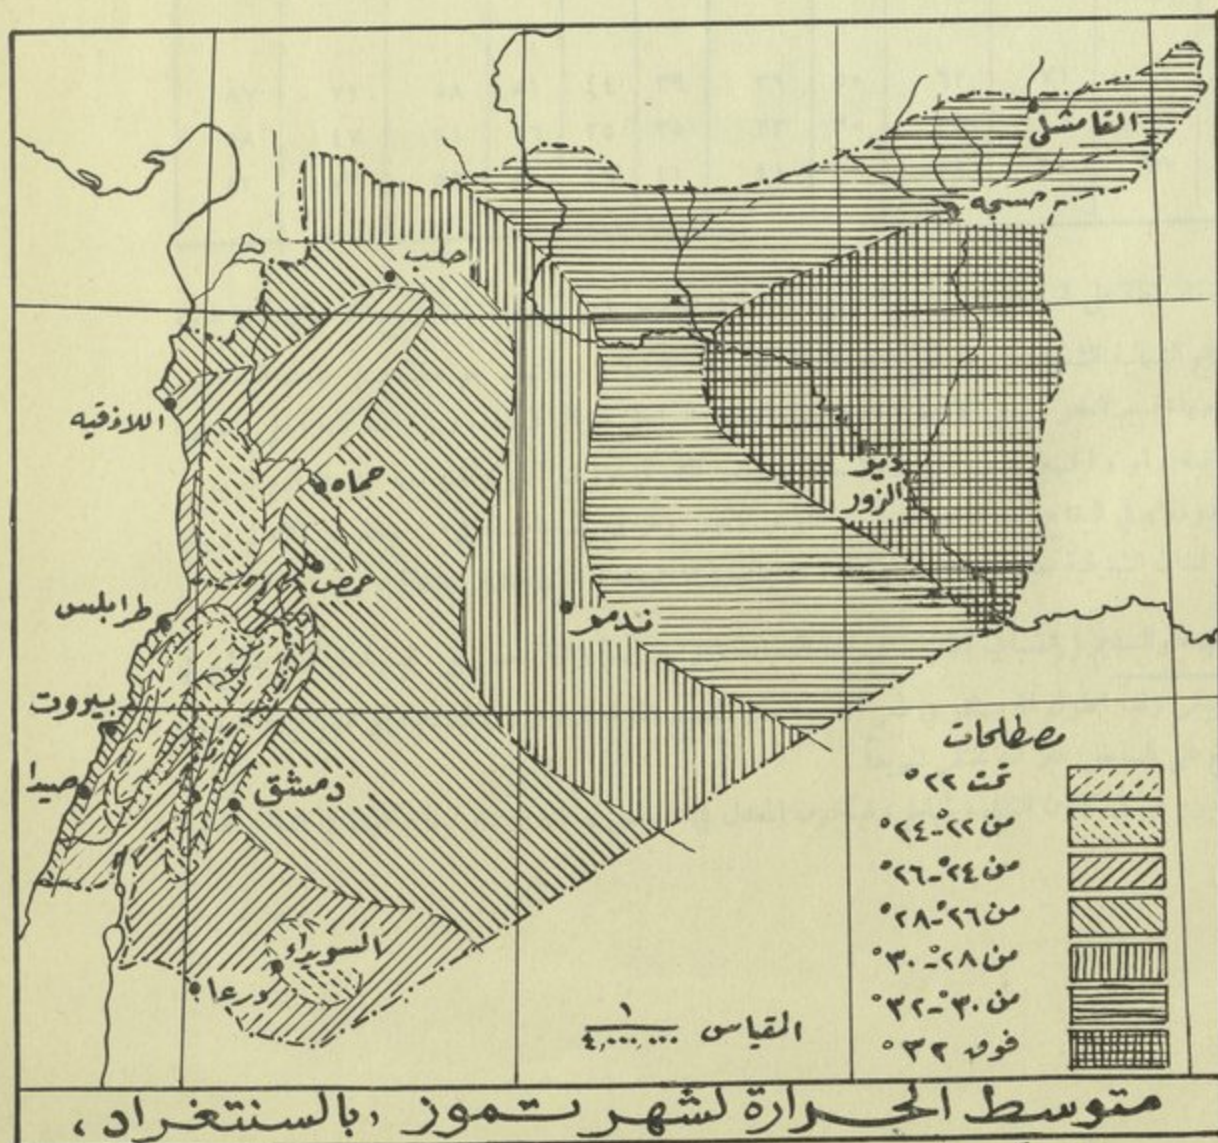 القامشلي
حسجه
حلب
اللاذقيه
حماه
دير
الزور
حمص
طرابلس
تدمر
بيروت
صيدا
دمشق
السويداء
درعا
مصطلحات
تحت ٢٢°
من ٢٢°-٢٤°
من ٢٤°-٢٦°
من ٢٦°-٢٨°
من ٢٨°-٣٠°
من ٣٠°-٣٢°
فوق ٣٢°
المقياس ١/٤,٠٠٠,٠٠٠
متوسط الحرارة لشهر تموز ، بالسنتغراد ،